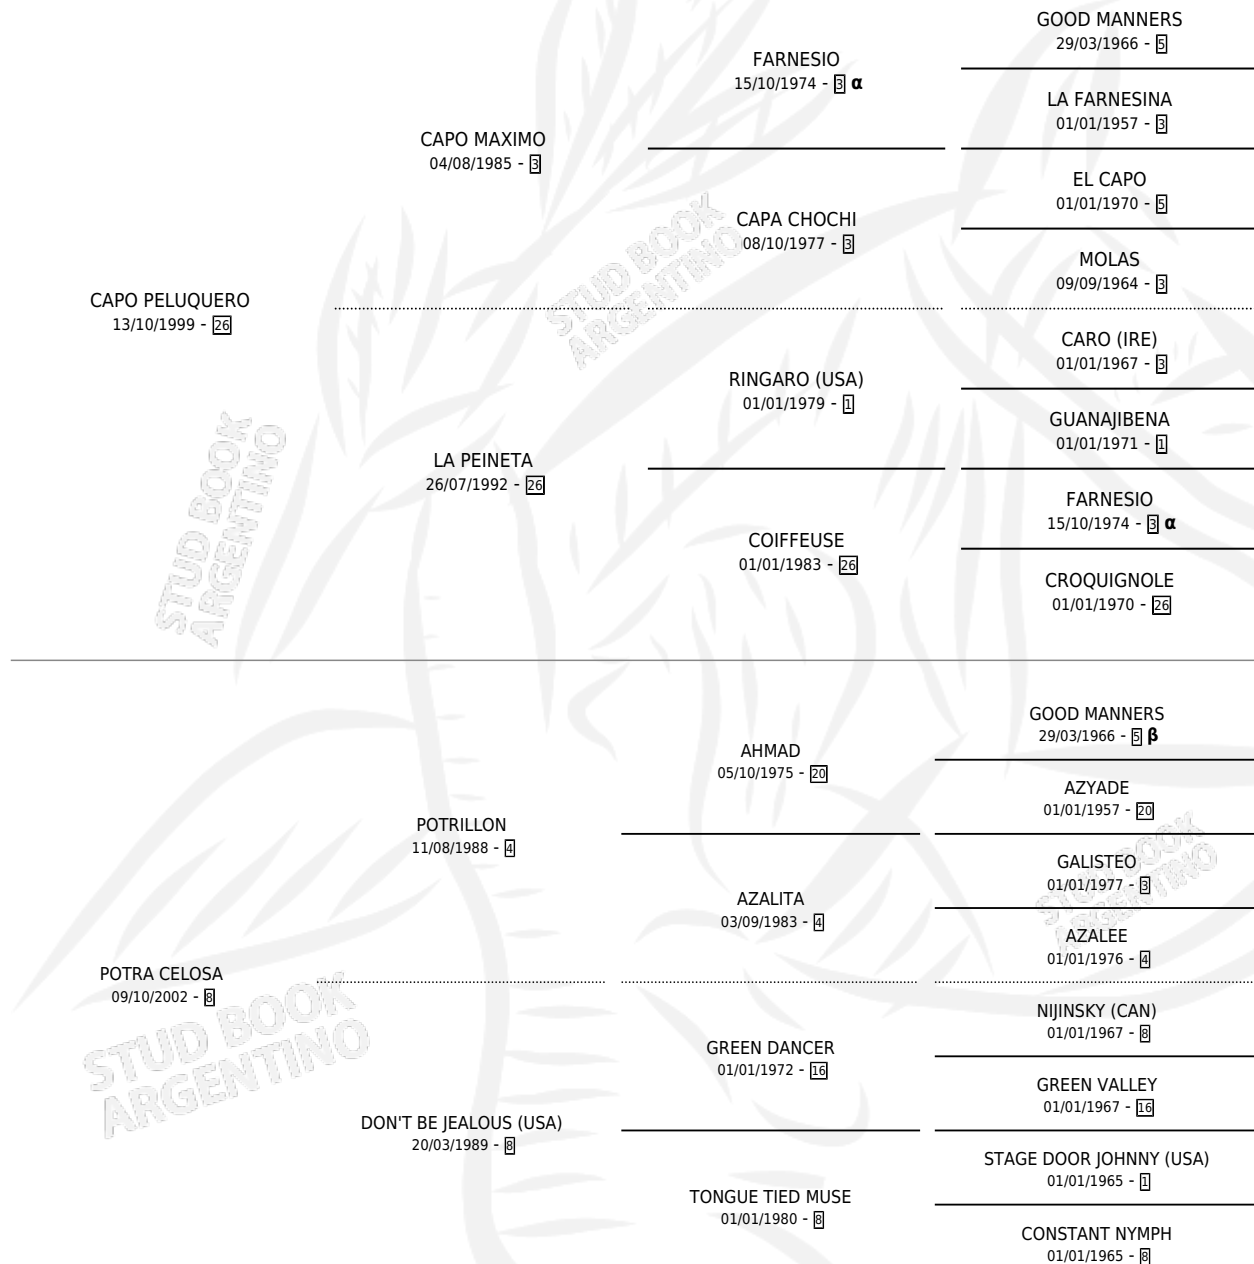 GOOD MANNERS
29/03/1966 - 5
FARNESIO
15/10/1974 - 3 α
LA FARNESINA
01/01/1957 - 3
CAPO MAXIMO
04/08/1985 - 3
EL CAPO
01/01/1970 - 5
CAPA CHOCHI
08/10/1977 - 3
MOLAS
09/09/1964 - 3
STUD BOOK
ARGENTINO
CAPO PELUQUERO
13/10/1999 - 26
CARO (IRE)
01/01/1967 - 3
RINGARO (USA)
01/01/1979 - 1
GUANAJIBENA
01/01/1971 - 1
LA PEINETA
26/07/1992 - 26
FARNESIO
15/10/1974 - 3 α
COIFFEUSE
01/01/1983 - 26
CROQUIGNOLE
01/01/1970 - 26
STUD BOOK
ARGENTINO
GOOD MANNERS
29/03/1966 - 5 β
AHMAD
05/10/1975 - 20
AZYADE
01/01/1957 - 20
POTRILLON
11/08/1988 - 4
GALISTEO
01/01/1977 - 3
AZALITA
03/09/1983 - 4
AZALEE
01/01/1976 - 4
STUD BOOK
ARGENTINO
POTRA CELOSA
09/10/2002 - 8
NIJINSKY (CAN)
01/01/1967 - 8
GREEN DANCER
01/01/1972 - 16
GREEN VALLEY
01/01/1967 - 16
STUD BOOK
ARGENTINO
DON'T BE JEALOUS (USA)
20/03/1989 - 8
STAGE DOOR JOHNNY (USA)
01/01/1965 - 1
TONGUE TIED MUSE
01/01/1980 - 8
CONSTANT NYMPH
01/01/1965 - 8